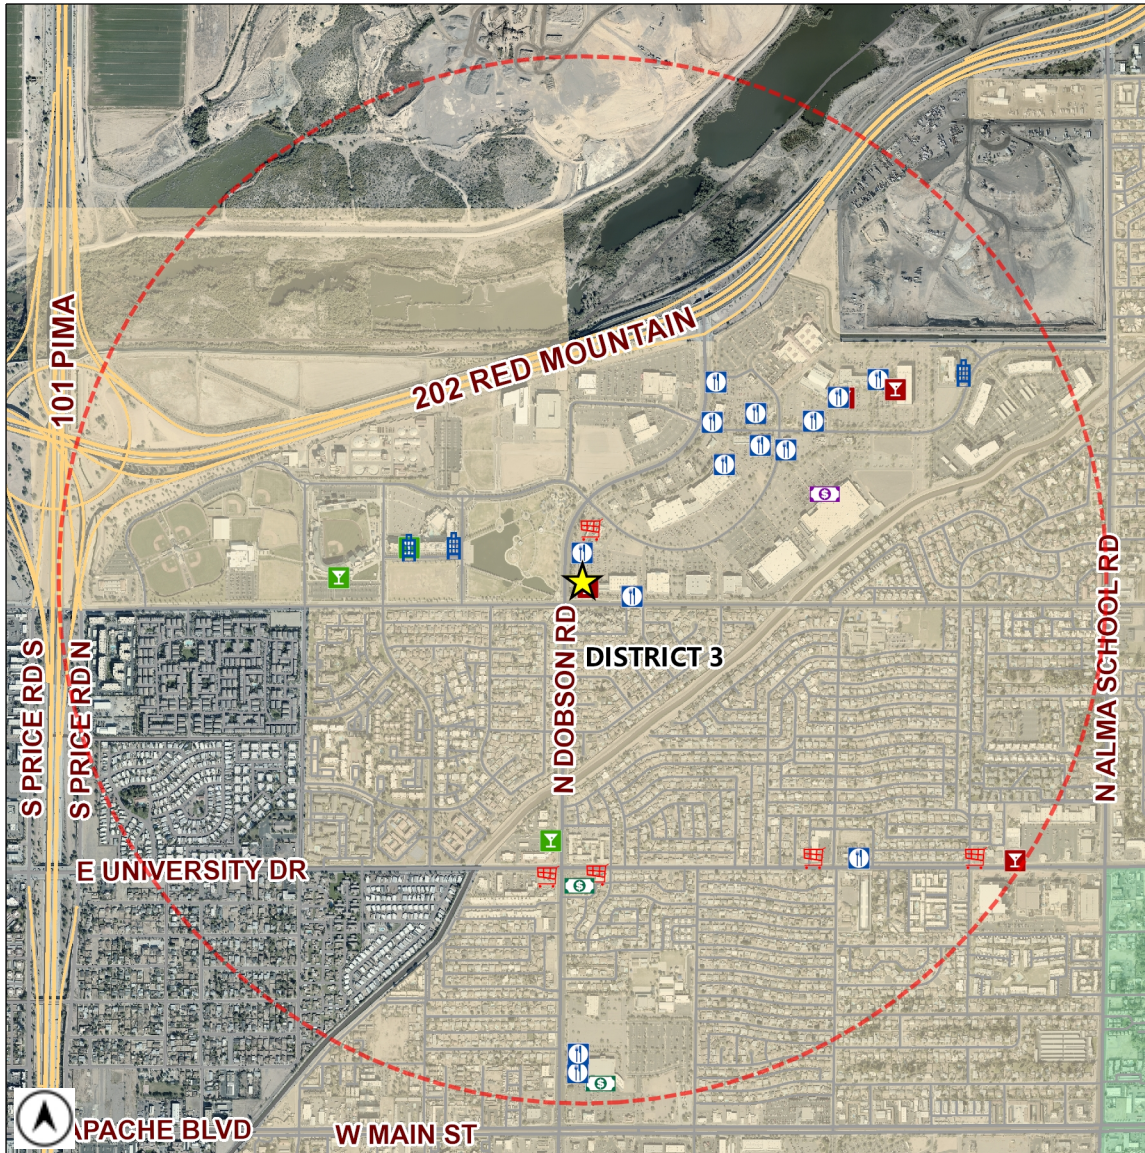 202 RED MOUNTAIN
101 PIMA
N ALMA SCHOOL RD
N DOBSON RD
DISTRICT 3
S PRICE RD S
S PRICE RD N
E UNIVERSITY DR
APACHE BLVD
W MAIN ST